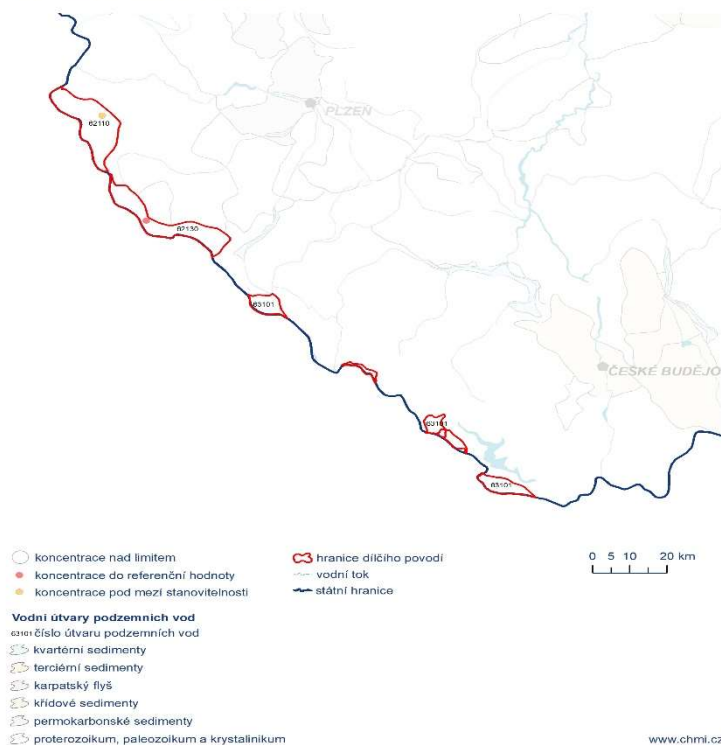 PLZEŇ
62110
62130
63101
ČESKÉ BUDĚJO
63101
63101
koncentrace nad limitem
koncentrace do referenční hodnoty
koncentrace pod mezí stanovitelnosti
hranice dílčího povodí
vodní tok
státní hranice
0 5 10 20 km
Vodní útvary podzemních vod
63101 číslo útvaru podzemních vod
kvartérní sedimenty
terciérní sedimenty
karpatský flyš
křídové sedimenty
permokarbonské sedimenty
proterozoikum, paleozoikum a krystalinikum
www.chmi.cz